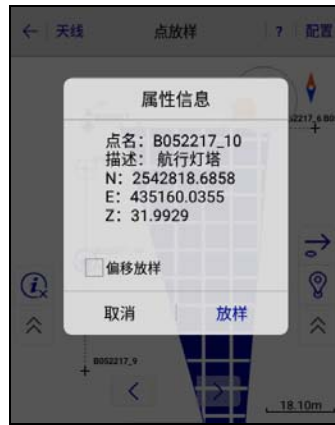 天线
点放样
?
配置
属性信息
点名：B052217_10
描述： 航行灯塔
N：2542818.6858
E：435160.0355
Z：31.9929
偏移放样
取消
放样
B052217_9
18.10m